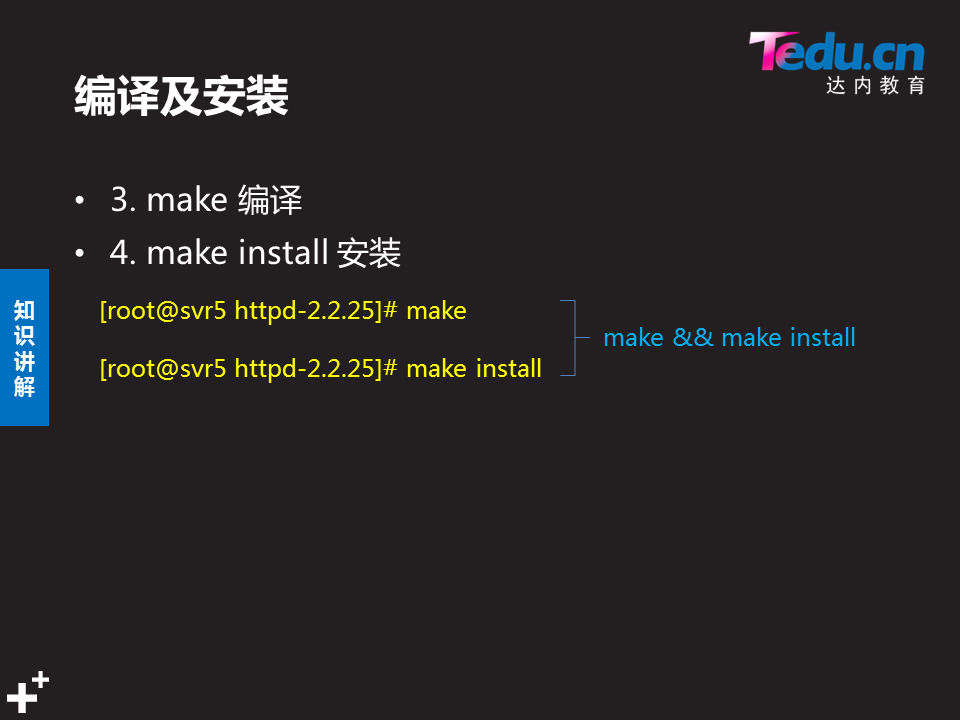 Tedu.cn
达内教育
编译及安装
• 3. make 编译
• 4. make install 安装
知识讲解
[root@svr5 httpd-2.2.25]# make
[root@svr5 httpd-2.2.25]# make install
make && make install